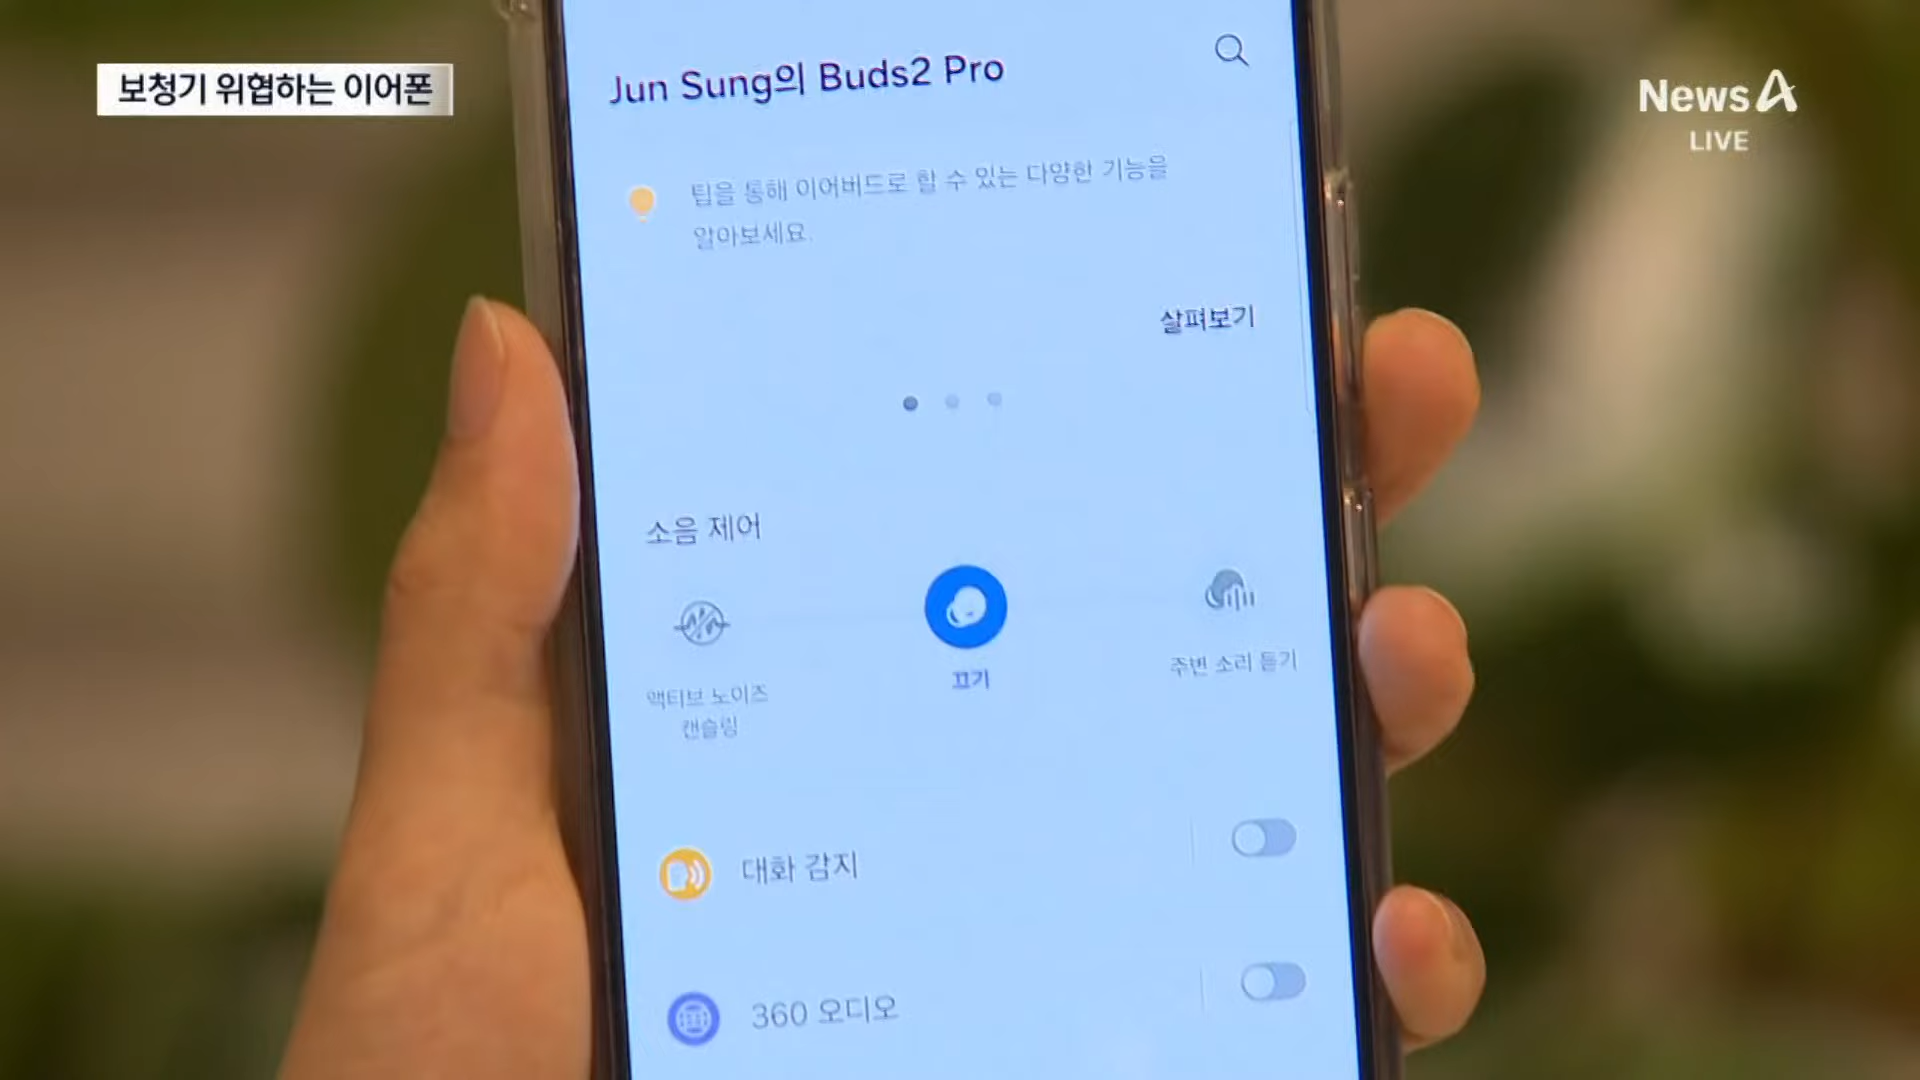 보청기 위협하는 이어폰
News A
LIVE
Jun Sung의 Buds2 Pro
팁을 통해 이어버드로 할 수 있는 다양한 기능을
알아보세요.
살펴보기
소음 제어
액티브 노이즈
캔슬링
끄기
주변 소리 듣기
대화 감지
360 오디오